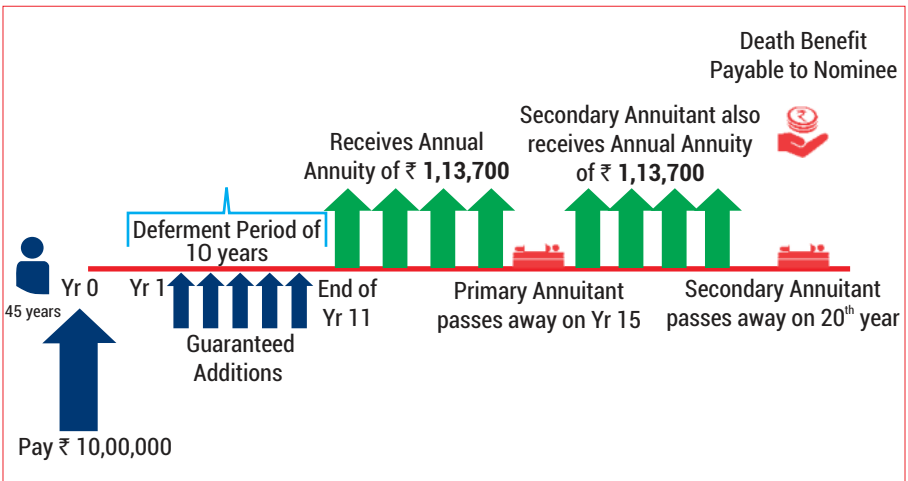 Death Benefit
Payable to Nominee
₹
Secondary Annuitant also
receives Annual Annuity
of ₹ 1,13,700
Receives Annual
Annuity of ₹ 1,13,700
Deferment Period of
10 years
45 years
Yr 0
Yr 1
End of
Yr 11
Guaranteed
Additions
Primary Annuitant
passes away on Yr 15
Secondary Annuitant
passes away on 20th year
Pay ₹ 10,00,000